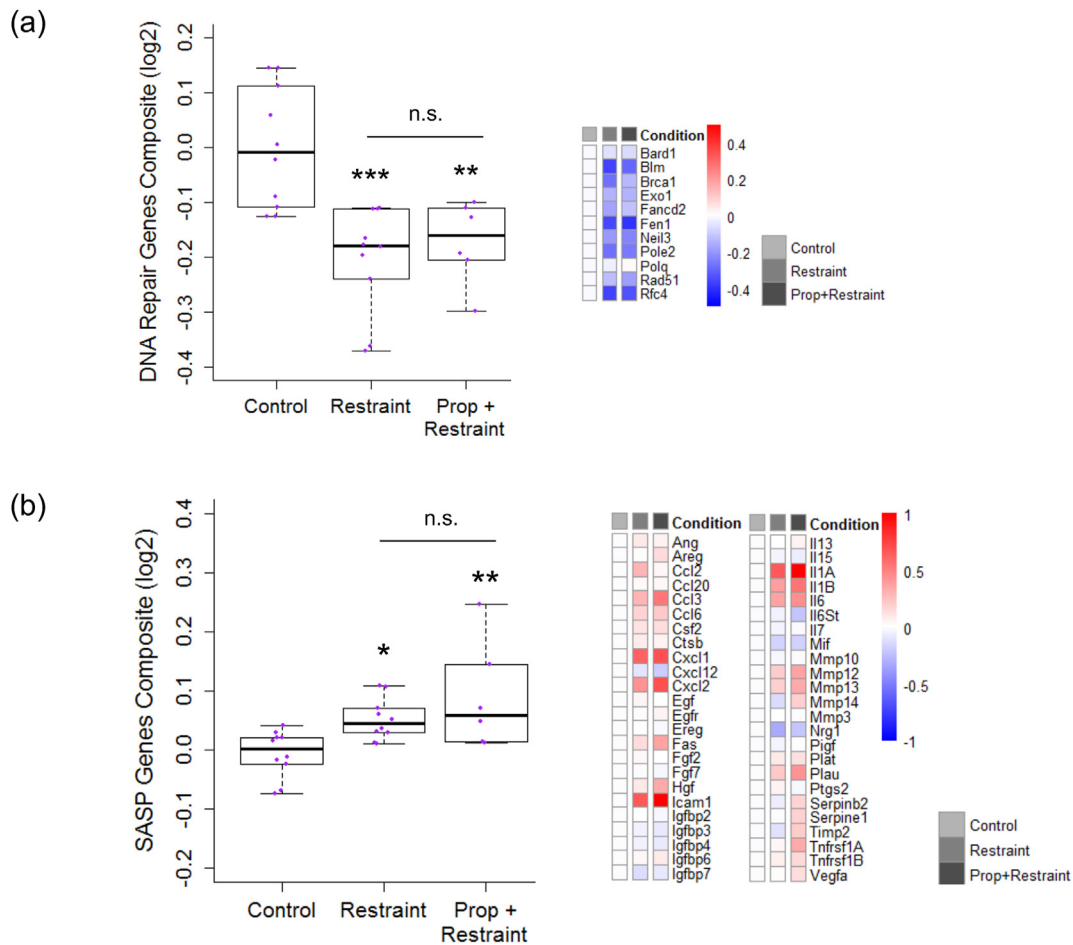 (a)
DNA Repair Genes Composite (log2)
0.2
0.1
0.0
-0.1
-0.2
-0.3
-0.4
n.s.
***
**
Control
Restraint
Prop +
Restraint
Condition
Bard1
Blm
Brca1
Exo1
Fancd2
Fen1
Neil3
Pole2
Polq
Rad51
Rfc4
0.4
0.2
0
-0.2
-0.4
Control
Restraint
Prop+Restraint
(b)
SASP Genes Composite (log2)
0.4
0.3
0.2
0.1
0.0
-0.1
-0.2
n.s.
*
**
Control
Restraint
Prop +
Restraint
Condition
Ang
Areg
Ccl2
Ccl20
Ccl3
Ccl6
Csf2
Ctsb
Cxcl1
Cxcl12
Cxcl2
Egf
Egfr
Ereg
Fas
Fgf2
Fgf7
Hgf
Icam1
Igfbp2
Igfbp3
Igfbp4
Igfbp6
Igfbp7
Condition
Il13
Il15
Il1A
Il1B
Il6
Il6St
Il7
Mif
Mmp10
Mmp12
Mmp13
Mmp14
Mmp3
Nrg1
Pigf
Plat
Plau
Ptgs2
Serpinb2
Serpine1
Timp2
Tnfrsf1A
Tnfrsf1B
Vegfa
1
0.5
0
-0.5
-1
Control
Restraint
Prop+Restraint